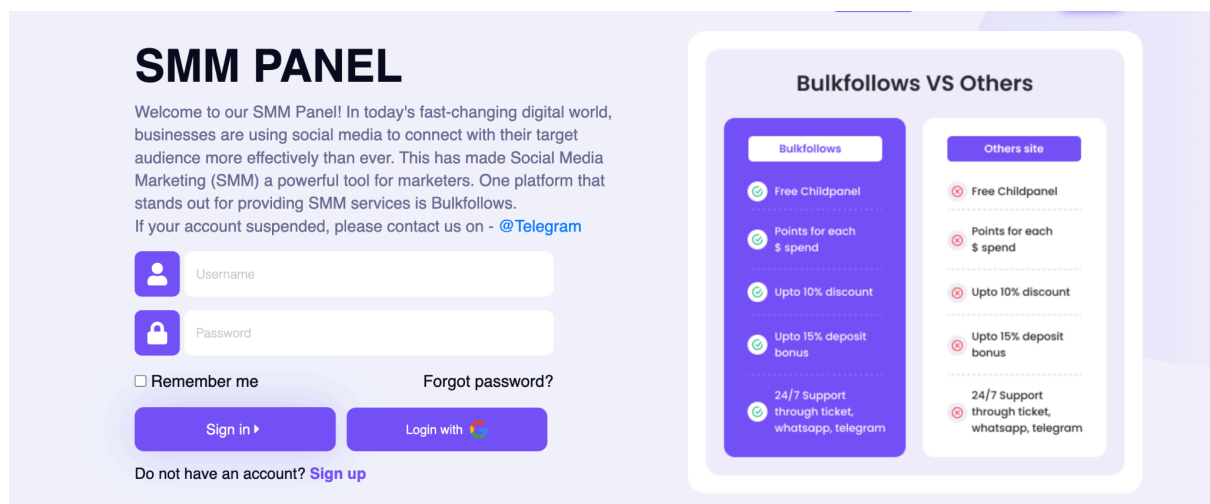 SMM PANEL
Welcome to our SMM Panel! In today's fast-changing digital world,
businesses are using social media to connect with their target
audience more effectively than ever. This has made Social Media
Marketing (SMM) a powerful tool for marketers. One platform that
stands out for providing SMM services is Bulkfollows.
If your account suspended, please contact us on - @Telegram
Username
Password
Remember me
Forgot password?
Sign in
Login with
Do not have an account? Sign up
Bulkfollows VS Others
Bulkfollows
Free Childpanel
Points for each
$ spend
Upto 10% discount
Upto 15% deposit
bonus
24/7 Support
through ticket,
whatsapp, telegram
Others site
Free Childpanel
Points for each
$ spend
Upto 10% discount
Upto 15% deposit
bonus
24/7 Support
through ticket,
whatsapp, telegram